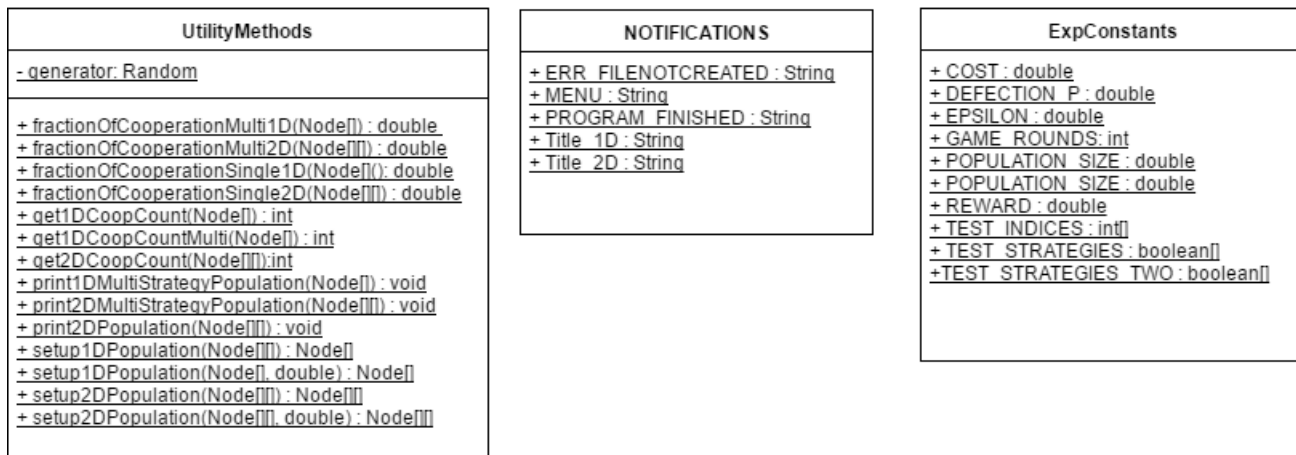 UtilityMethods
- generator: Random
+ fractionOfCooperationMulti1D(Node[]) : double
+ fractionOfCooperationMulti2D(Node[][]) : double
+ fractionOfCooperationSingle1D(Node[](): double
+ fractionOfCooperationSingle2D(Node[][]) : double
+ get1DCoopCount(Node[]) : int
+ get1DCoopCountMulti(Node[]) : int
+ get2DCoopCount(Node[][]):int
+ print1DMultiStrategyPopulation(Node[]) : void
+ print2DMultiStrategyPopulation(Node[][]) : void
+ print2DPopulation(Node[][]) : void
+ setup1DPopulation(Node[][]) : Node[]
+ setup1DPopulation(Node[], double) : Node[]
+ setup2DPopulation(Node[][]) : Node[][]
+ setup2DPopulation(Node[][], double) : Node[][]
NOTIFICATIONS
+ ERR_FILENOTCREATED : String
+ MENU : String
+ PROGRAM_FINISHED : String
+ Title_1D : String
+ Title_2D : String
ExpConstants
+ COST : double
+ DEFECTION_P : double
+ EPSILON : double
+ GAME_ROUNDS: int
+ POPULATION_SIZE : double
+ POPULATION_SIZE : double
+ REWARD : double
+ TEST_INDICES : int[]
+ TEST_STRATEGIES : boolean[]
+TEST_STRATEGIES_TWO : boolean[]